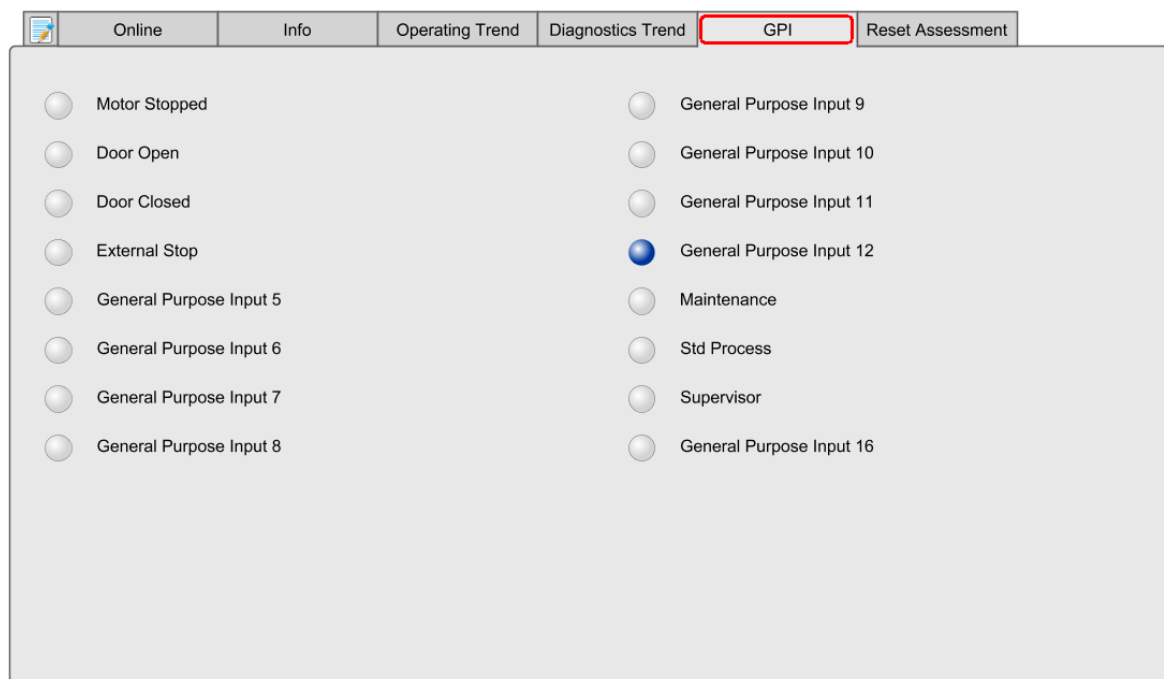 Online Info Operating Trend Diagnostics Trend GPI Reset Assessment
Motor Stopped
Door Open
Door Closed
External Stop
General Purpose Input 5
General Purpose Input 6
General Purpose Input 7
General Purpose Input 8
General Purpose Input 9
General Purpose Input 10
General Purpose Input 11
General Purpose Input 12
Maintenance
Std Process
Supervisor
General Purpose Input 16